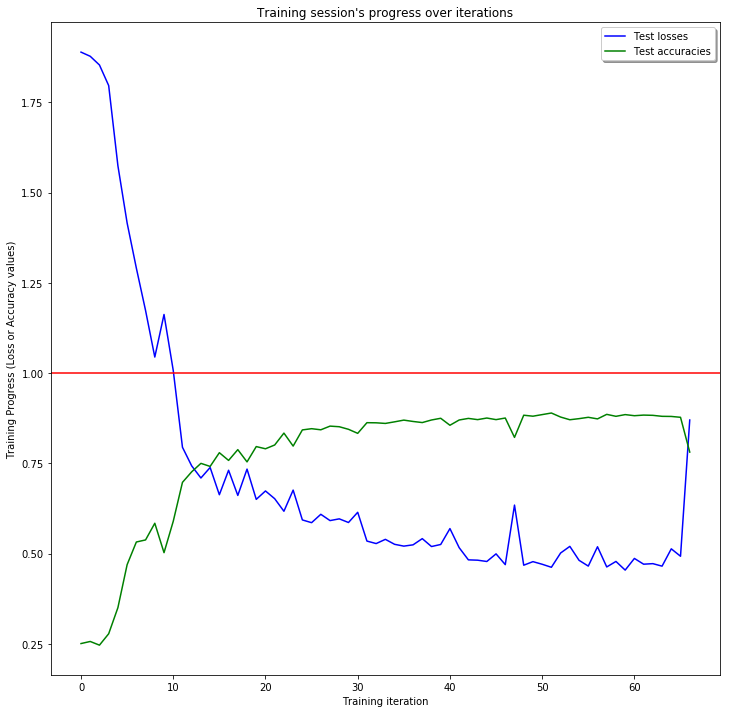 Training session's progress over iterations
Test losses
Test accuracies
Training Progress (Loss or Accuracy values)
1.75
1.50
1.25
1.00
0.75
0.50
0.25
0 10 20 30 40 50 60
Training iteration